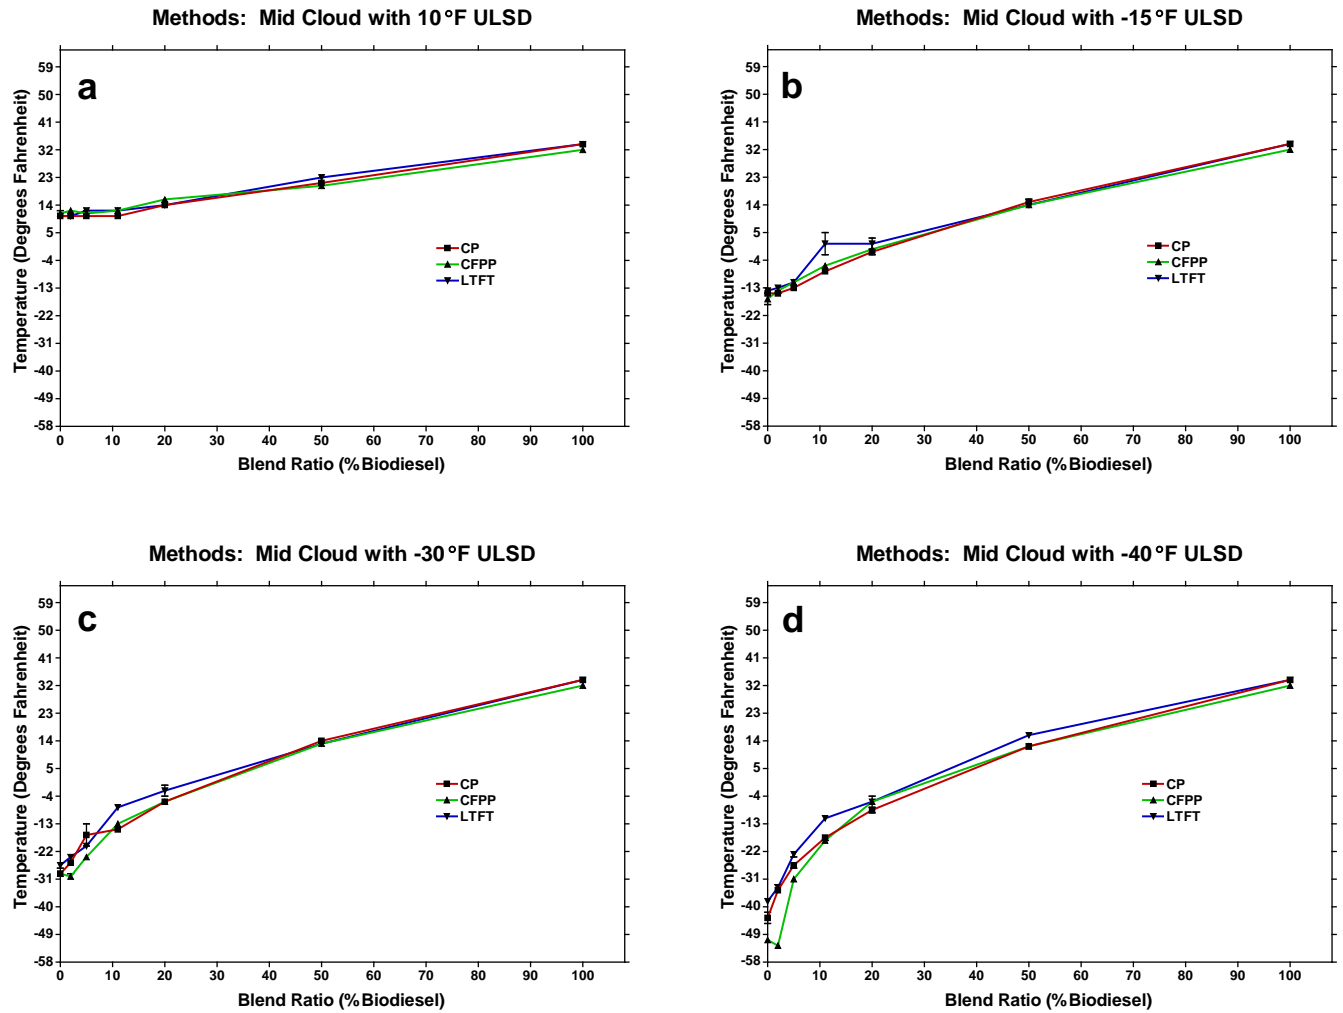 Methods: Mid Cloud with 10°F ULSD
a
Temperature (Degrees Fahrenheit)
59
50
41
32
23
14
5
-4
-13
-22
-31
-40
-49
-58
CP
CFPP
LTFT
0 10 20 30 40 50 60 70 80 90 100
Blend Ratio (%Biodiesel)
Methods: Mid Cloud with -15°F ULSD
b
Temperature (Degrees Fahrenheit)
59
50
41
32
23
14
5
-4
-13
-22
-31
-40
-49
-58
CP
CFPP
LTFT
0 10 20 30 40 50 60 70 80 90 100
Blend Ratio (%Biodiesel)
Methods: Mid Cloud with -30°F ULSD
c
Temperature (Degrees Fahrenheit)
59
50
41
32
23
14
5
-4
-13
-22
-31
-40
-49
-58
CP
CFPP
LTFT
0 10 20 30 40 50 60 70 80 90 100
Blend Ratio (%Biodiesel)
Methods: Mid Cloud with -40°F ULSD
d
Temperature (Degrees Fahrenheit)
59
50
41
32
23
14
5
-4
-13
-22
-31
-40
-49
-58
CP
CFPP
LTFT
0 10 20 30 40 50 60 70 80 90 100
Blend Ratio (%Biodiesel)